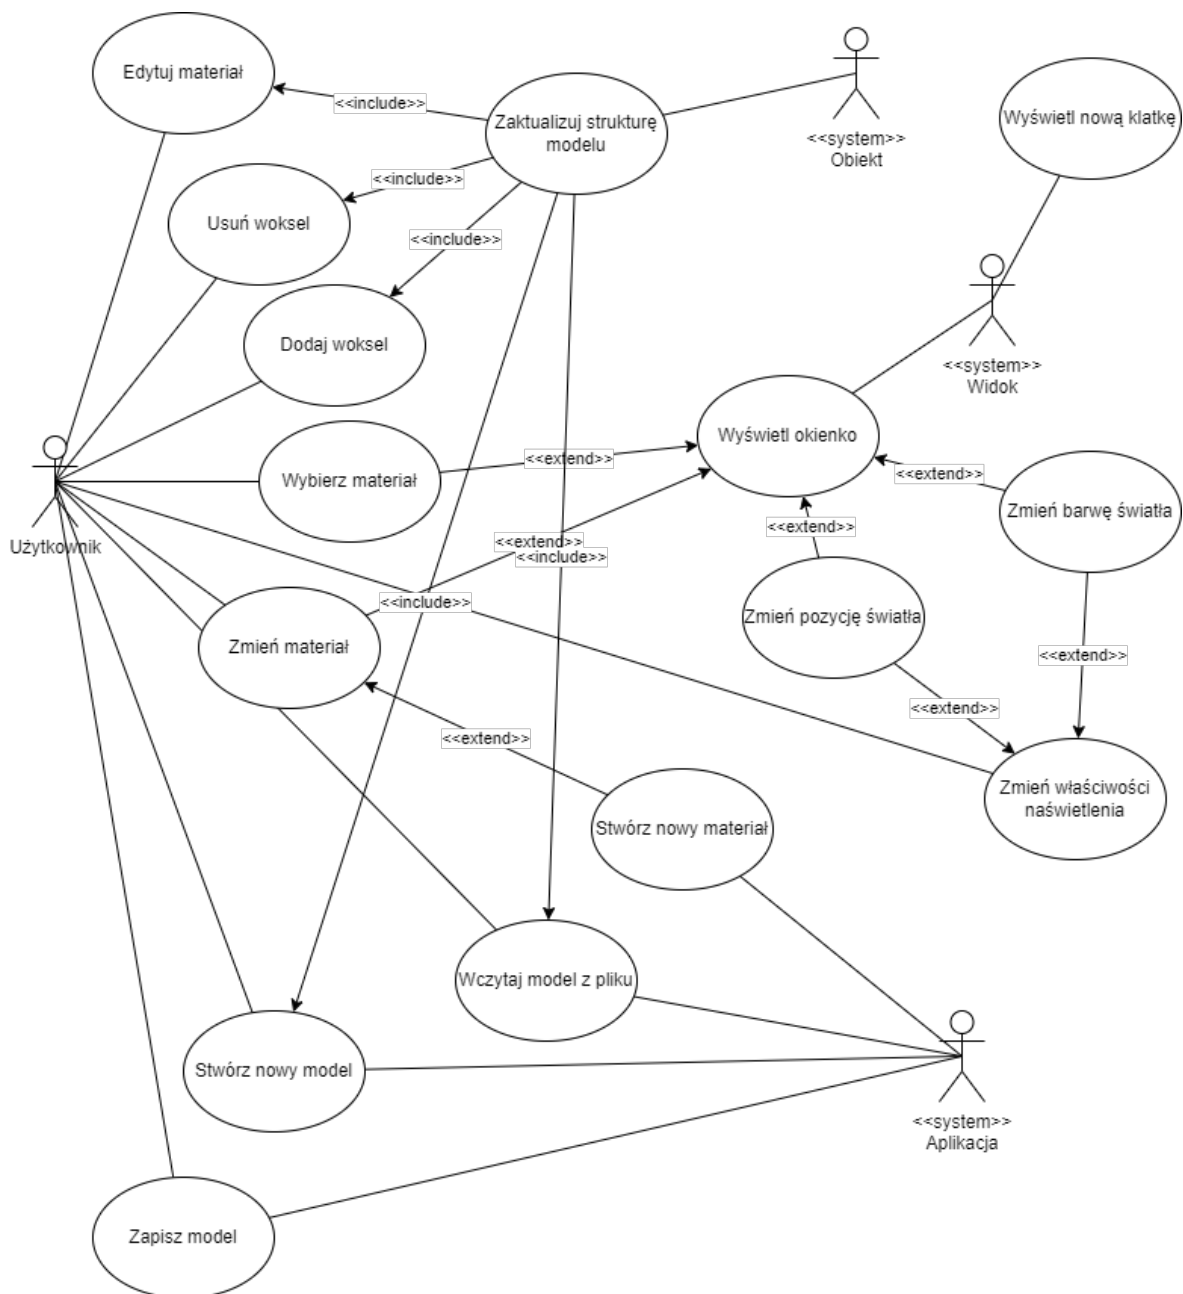 Edytuj materiał
<<include>>
Zaktualizuj strukturę
modelu
<<system>>
Obiekt
Wyświetl nową klatkę
<<include>>
Usuń woksel
<<include>>
Dodaj woksel
<<system>>
Widok
Wyświetl okienko
Wybierz materiał
<<extend>>
<<extend>>
Zmień barwę światła
Użytkownik
<<extend>>
<<extend>>
<<include>>
<<include>>
Zmień pozycję światła
Zmień materiał
<<extend>>
<<extend>>
<<extend>>
Zmień właściwości
naświetlenia
Stwórz nowy materiał
Wczytaj model z pliku
Stwórz nowy model
<<system>>
Aplikacja
Zapisz model